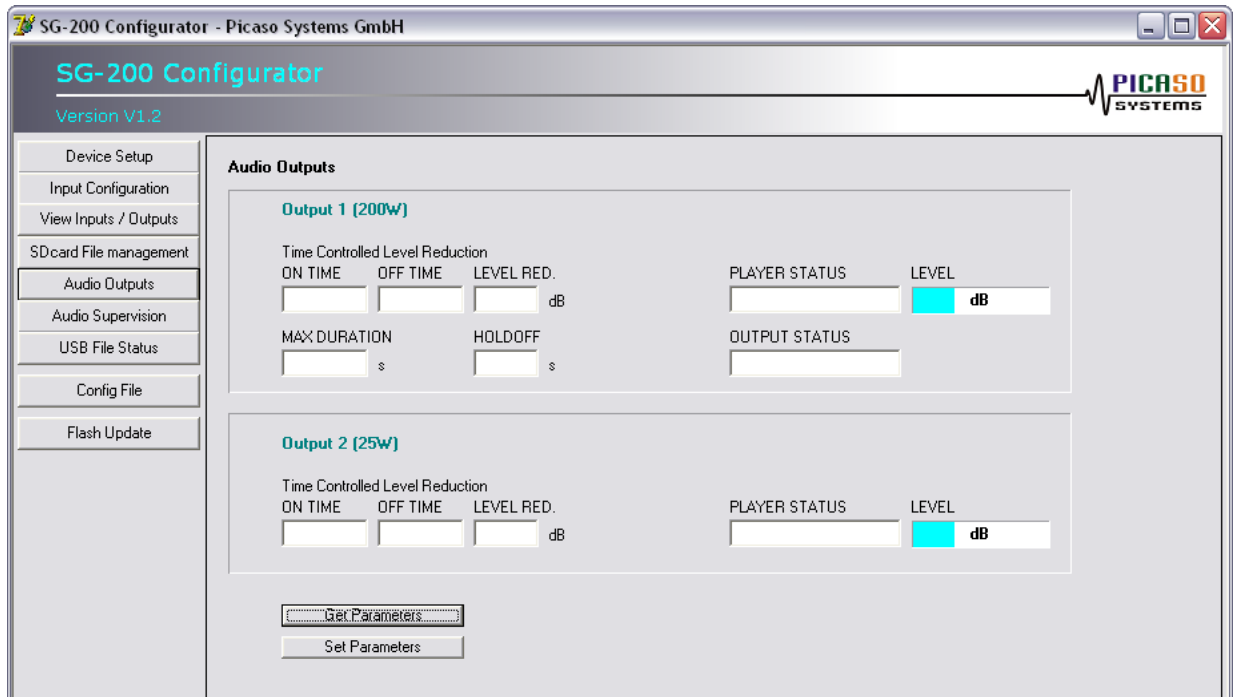 SG-200 Configurator - Picaso Systems GmbH
SG-200 Configurator
Version V1.2
PICASO
SYSTEMS
Device Setup
Input Configuration
View Inputs / Outputs
SDcard File management
Audio Outputs
Audio Supervision
USB File Status
Config File
Flash Update
Audio Outputs
Output 1 (200W)
Time Controlled Level Reduction
ON TIME OFF TIME LEVEL RED. PLAYER STATUS LEVEL
dB dB
MAX DURATION HOLDOFF OUTPUT STATUS
s s
Output 2 (25W)
Time Controlled Level Reduction
ON TIME OFF TIME LEVEL RED. PLAYER STATUS LEVEL
dB dB
Get Parameters
Set Parameters